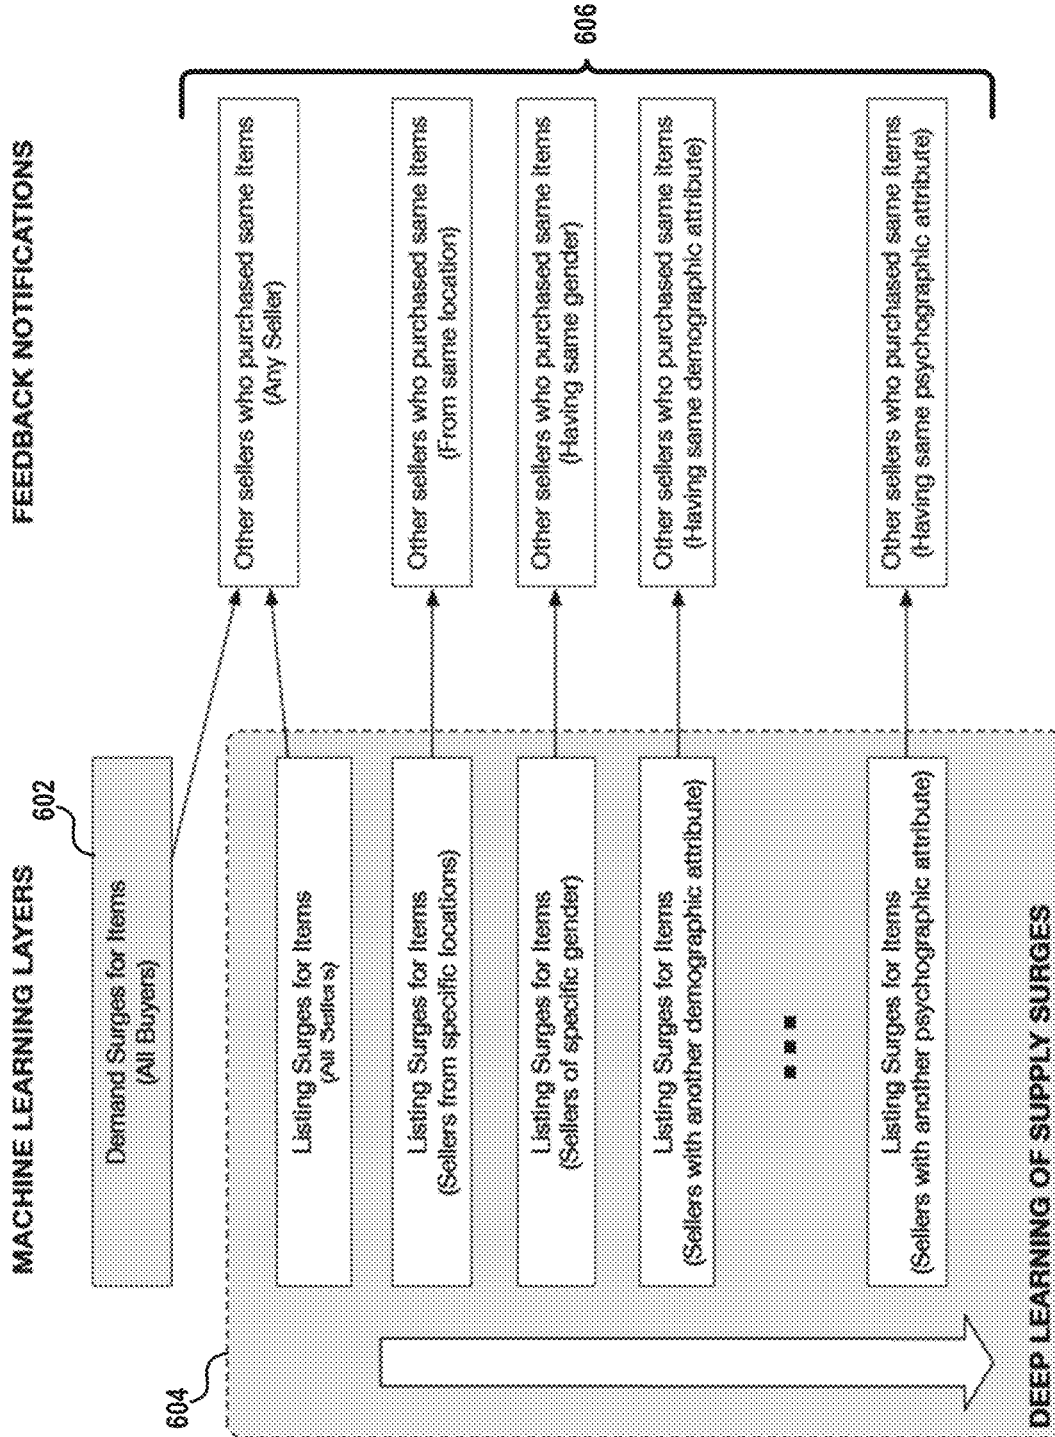 MACHINE LEARNING LAYERS
FEEDBACK NOTIFICATIONS
602
Demand Surges for Items
(All Buyers)
604
Listing Surges for Items
(All Sellers)
Listing Surges for Items
(Sellers from specific locations)
Listing Surges for Items
(Sellers of specific gender)
Listing Surges for Items
(Sellers with another demographic attribute)
Listing Surges for Items
(Sellers with another psychographic attribute)
DEEP LEARNING OF SUPPLY SURGES
Other sellers who purchased same items
(Any Seller)
Other sellers who purchased same items
(From same location)
Other sellers who purchased same items
(Having same gender)
Other sellers who purchased same items
(Having same demographic attribute)
Other sellers who purchased same items
(Having same psychographic attribute)
606